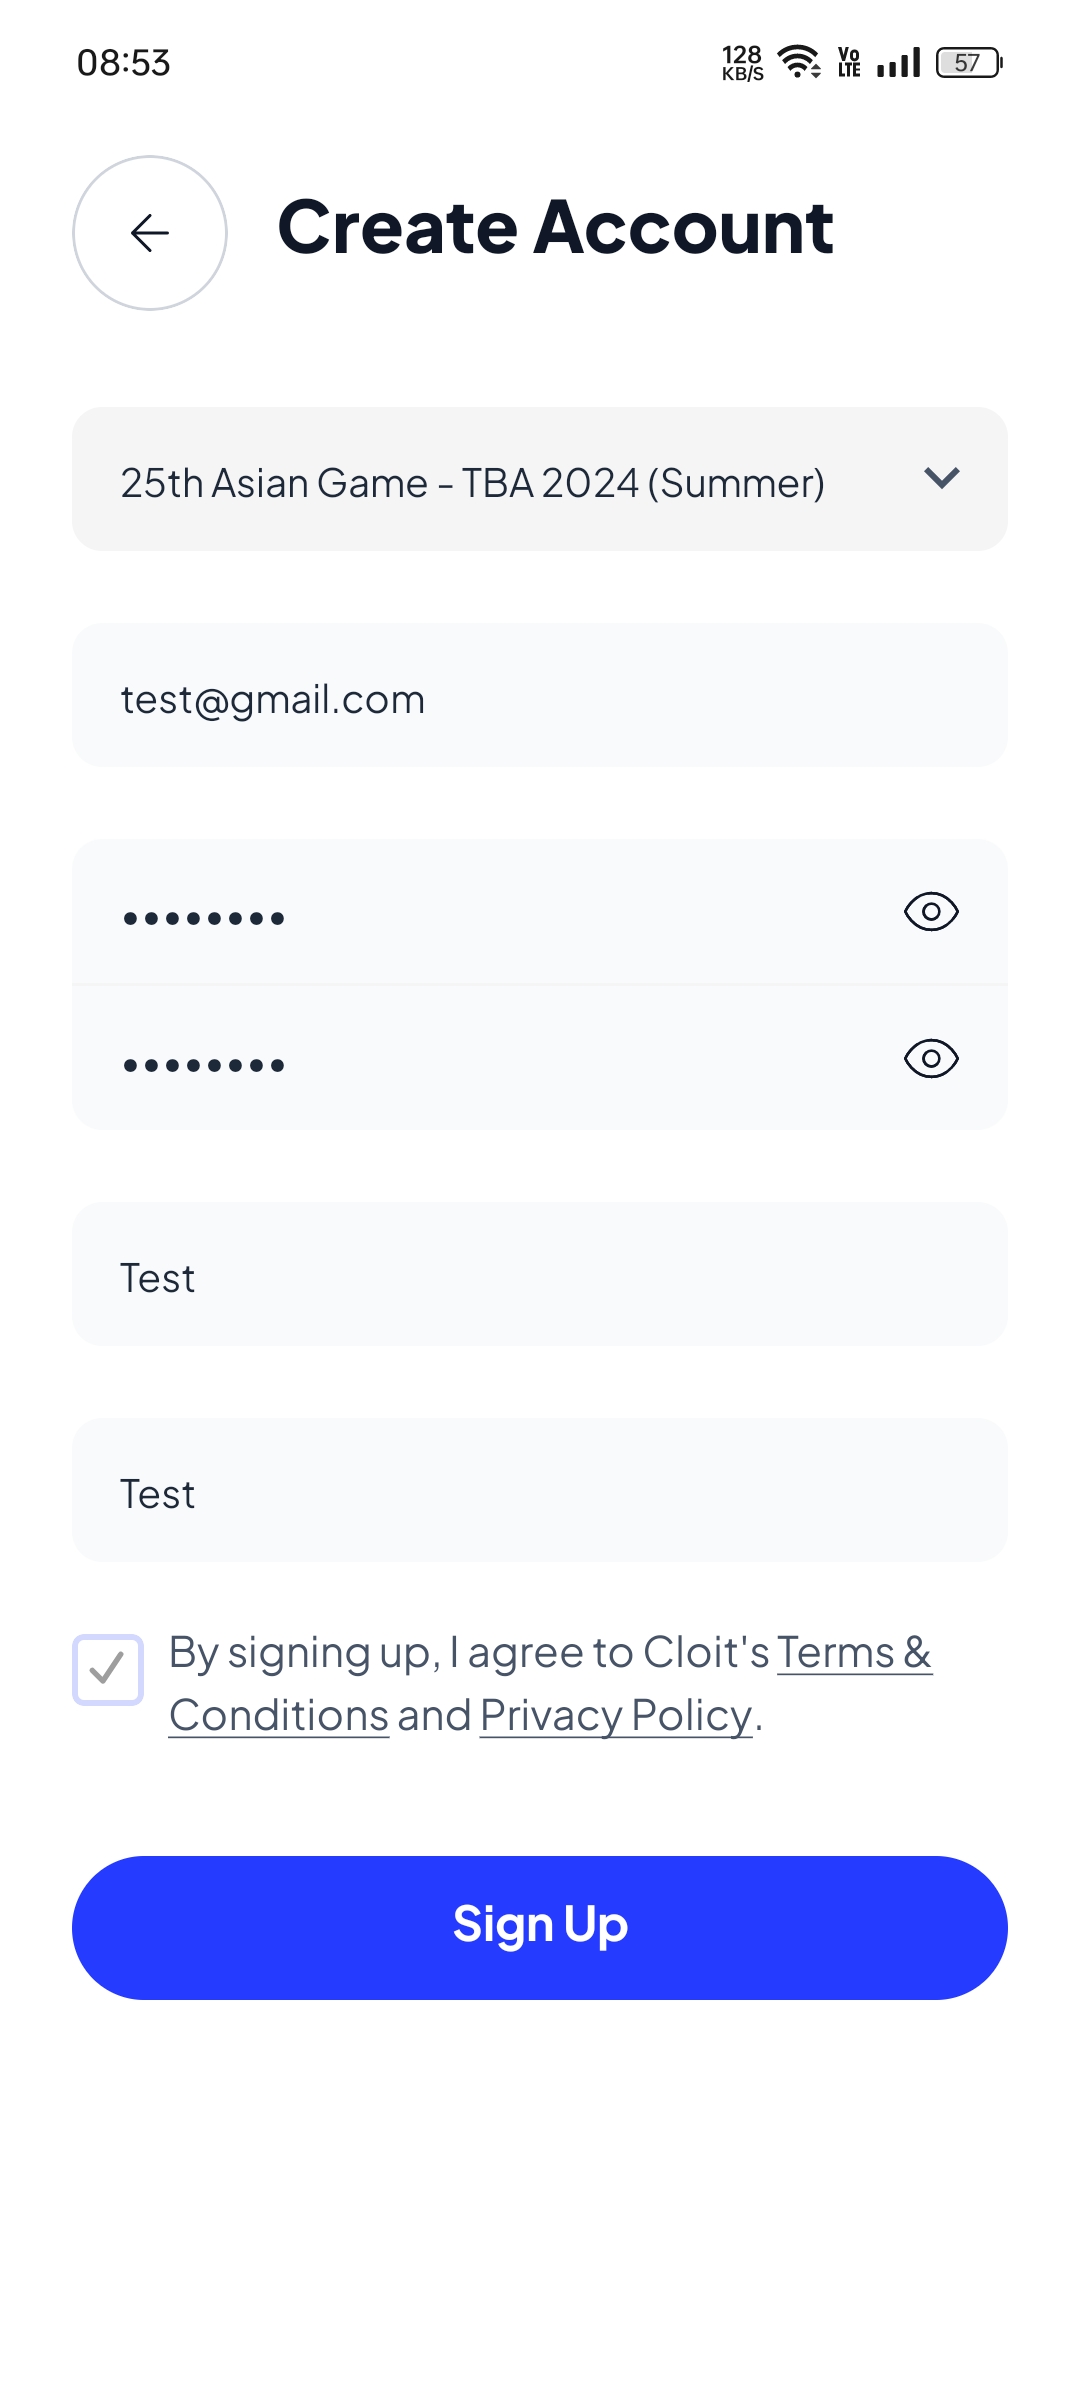 08:53
128
KB/S
Vo
LTE
57
Create Account
25th Asian Game - TBA 2024 (Summer)
test@gmail.com
••••••••
••••••••
Test
Test
By signing up, I agree to Cloit's Terms &
Conditions and Privacy Policy.
Sign Up